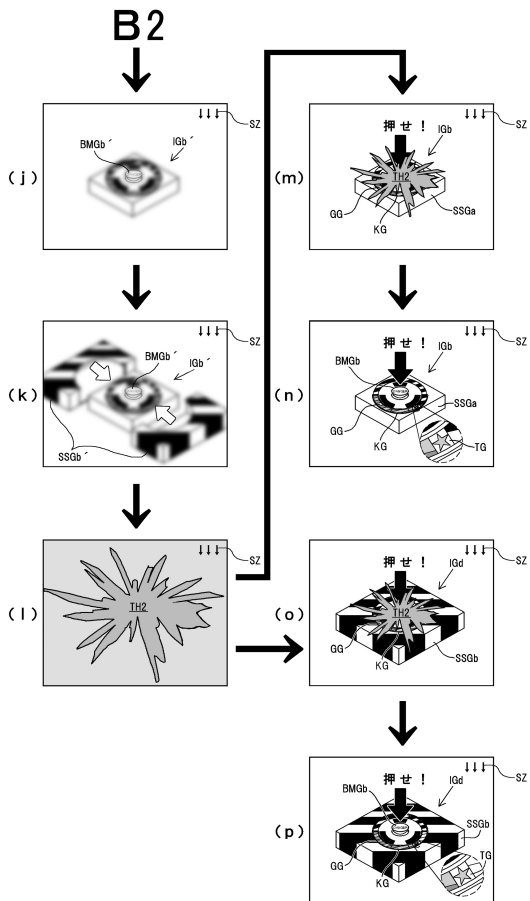 B2
(j)
↓↓↓
SZ
BMGb´
IGb´
(k)
↓↓↓
SZ
BMGb´
IGb´
SSGb´
(l)
↓↓↓
SZ
TH2
(m)
↓↓↓
SZ
押せ！
IGb
TH2
GG
KG
SSGa
(n)
↓↓↓
SZ
押せ！
BMGb
IGb
SSGa
GG
KG
TG
(o)
↓↓↓
SZ
押せ！
IGd
TH2
GG
KG
SSGb
(p)
↓↓↓
SZ
押せ！
BMGb
IGd
SSGb
GG
KG
TG